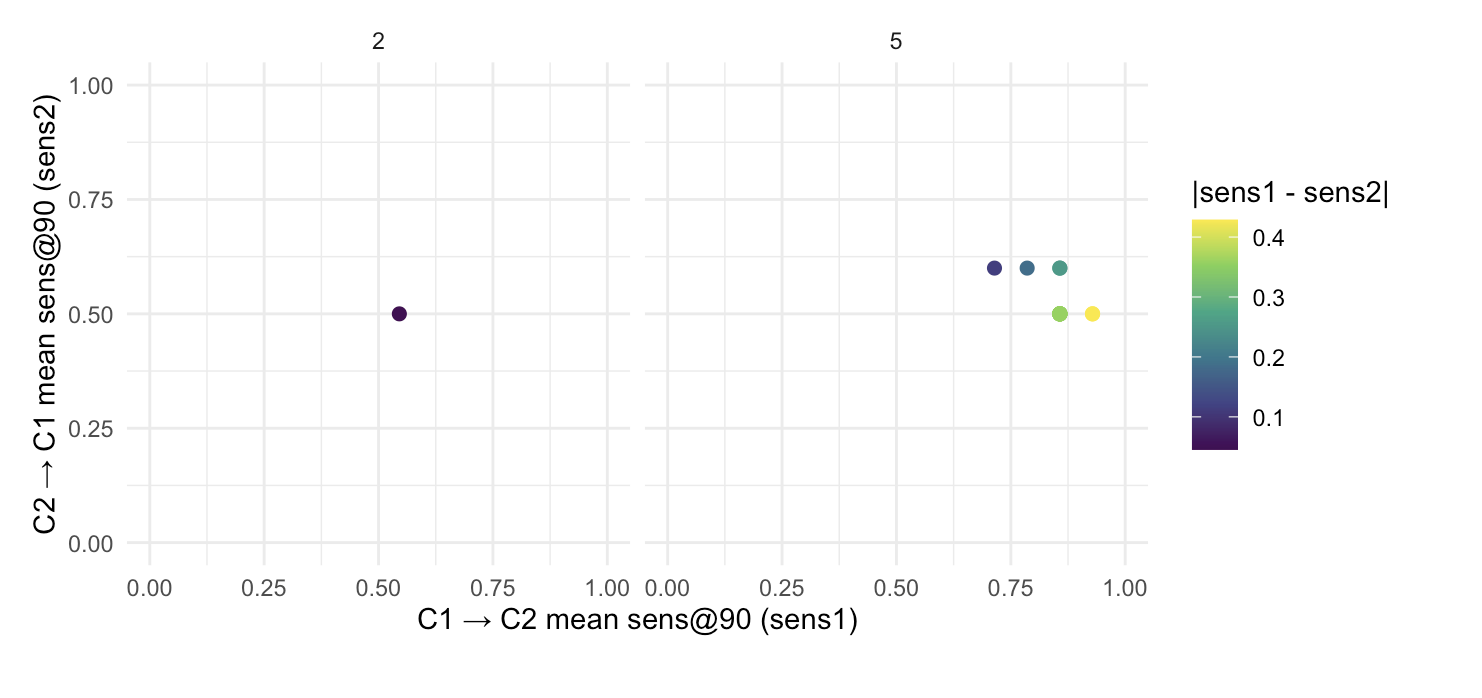 2
5
C2 → C1 mean sens@90 (sens2)
1.00
0.75
0.50
0.25
0.00
0.00 0.25 0.50 0.75 1.00
0.00 0.25 0.50 0.75 1.00
C1 → C2 mean sens@90 (sens1)
|sens1 - sens2|
0.4
0.3
0.2
0.1